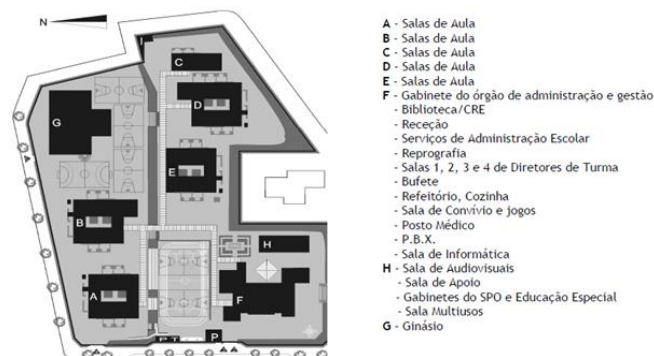 N
I
C
D
G
E
B
H
A
F
P T
P
A - Salas de Aula
B - Salas de Aula
C - Salas de Aula
D - Salas de Aula
E - Salas de Aula
F - Gabinete do órgão de administração e gestão
- Biblioteca/CRE
- Receção
- Serviços de Administração Escolar
- Reprografia
- Salas 1, 2, 3 e 4 de Diretores de Turma
- Bufete
- Refeitório, Cozinha
- Sala de Convívio e jogos
- Posto Médico
- P.B.X.
- Sala de Informática
H - Sala de Audiovisuais
- Sala de Apoio
- Gabinetes do SPO e Educação Especial
- Sala Multiusos
G - Ginásio